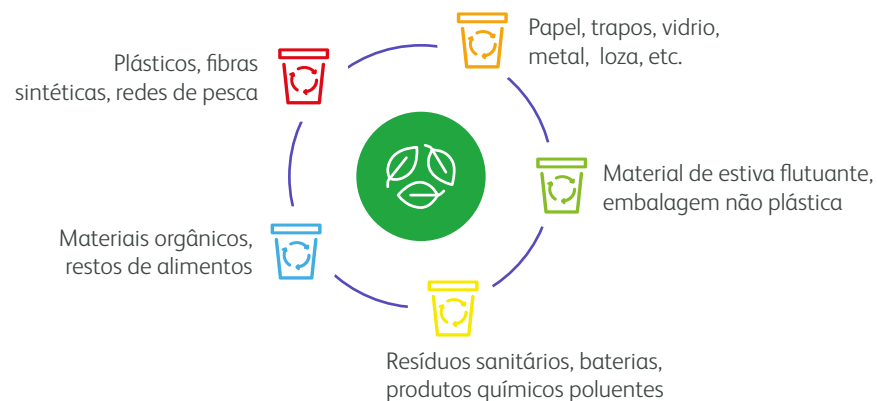 Papel, trapos, vidrio,
metal, loza, etc.
Plásticos, fibras
sintéticas, redes de pesca
Material de estiva flutuante,
embalagem não plástica
Materiais orgânicos,
restos de alimentos
Resíduos sanitários, baterias,
produtos químicos poluentes